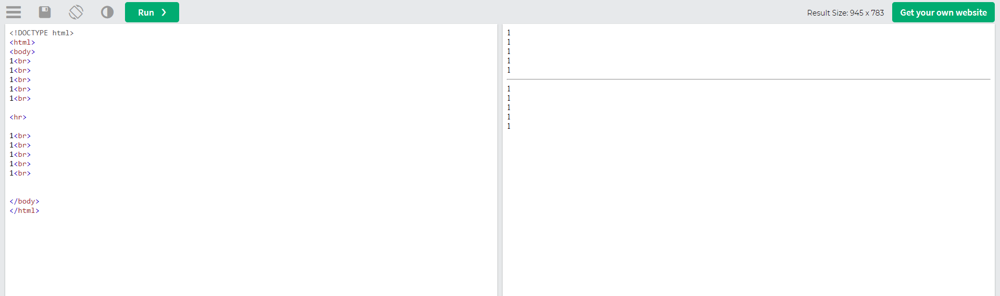 Run ❯
Result Size: 945 x 783
Get your own website
<!DOCTYPE html>
<html>
<body>
1<br>
1<br>
1<br>
1<br>
1<br>
<hr>
1<br>
1<br>
1<br>
1<br>
1<br>
</body>
</html>
1
1
1
1
1
1
1
1
1
1